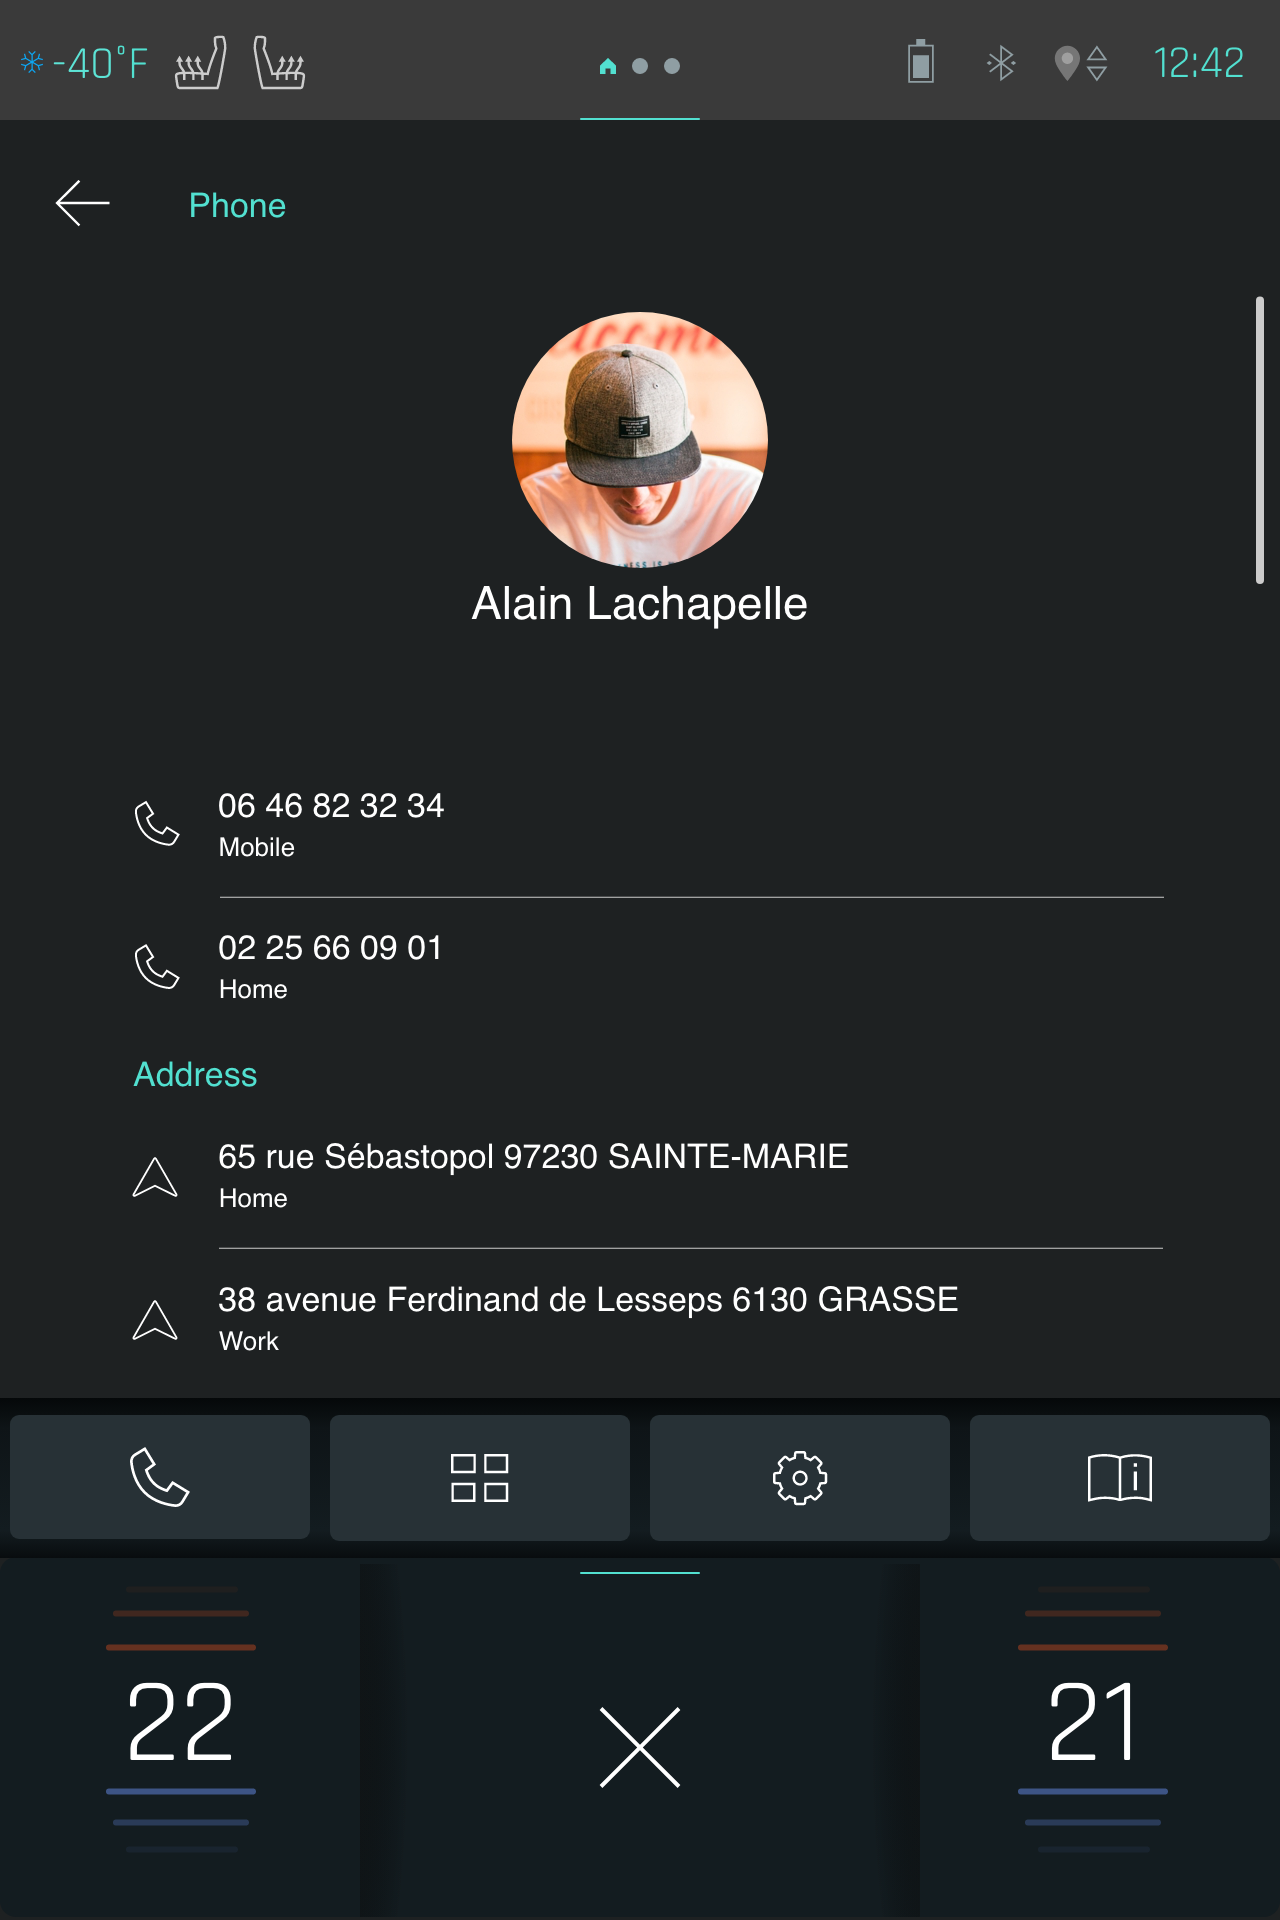 -40°F
12:42
Phone
Alain Lachapelle
06 46 82 32 34
Mobile
02 25 66 09 01
Home
Address
65 rue Sébastopol 97230 SAINTE-MARIE
Home
38 avenue Ferdinand de Lesseps 6130 GRASSE
Work
i
22
21